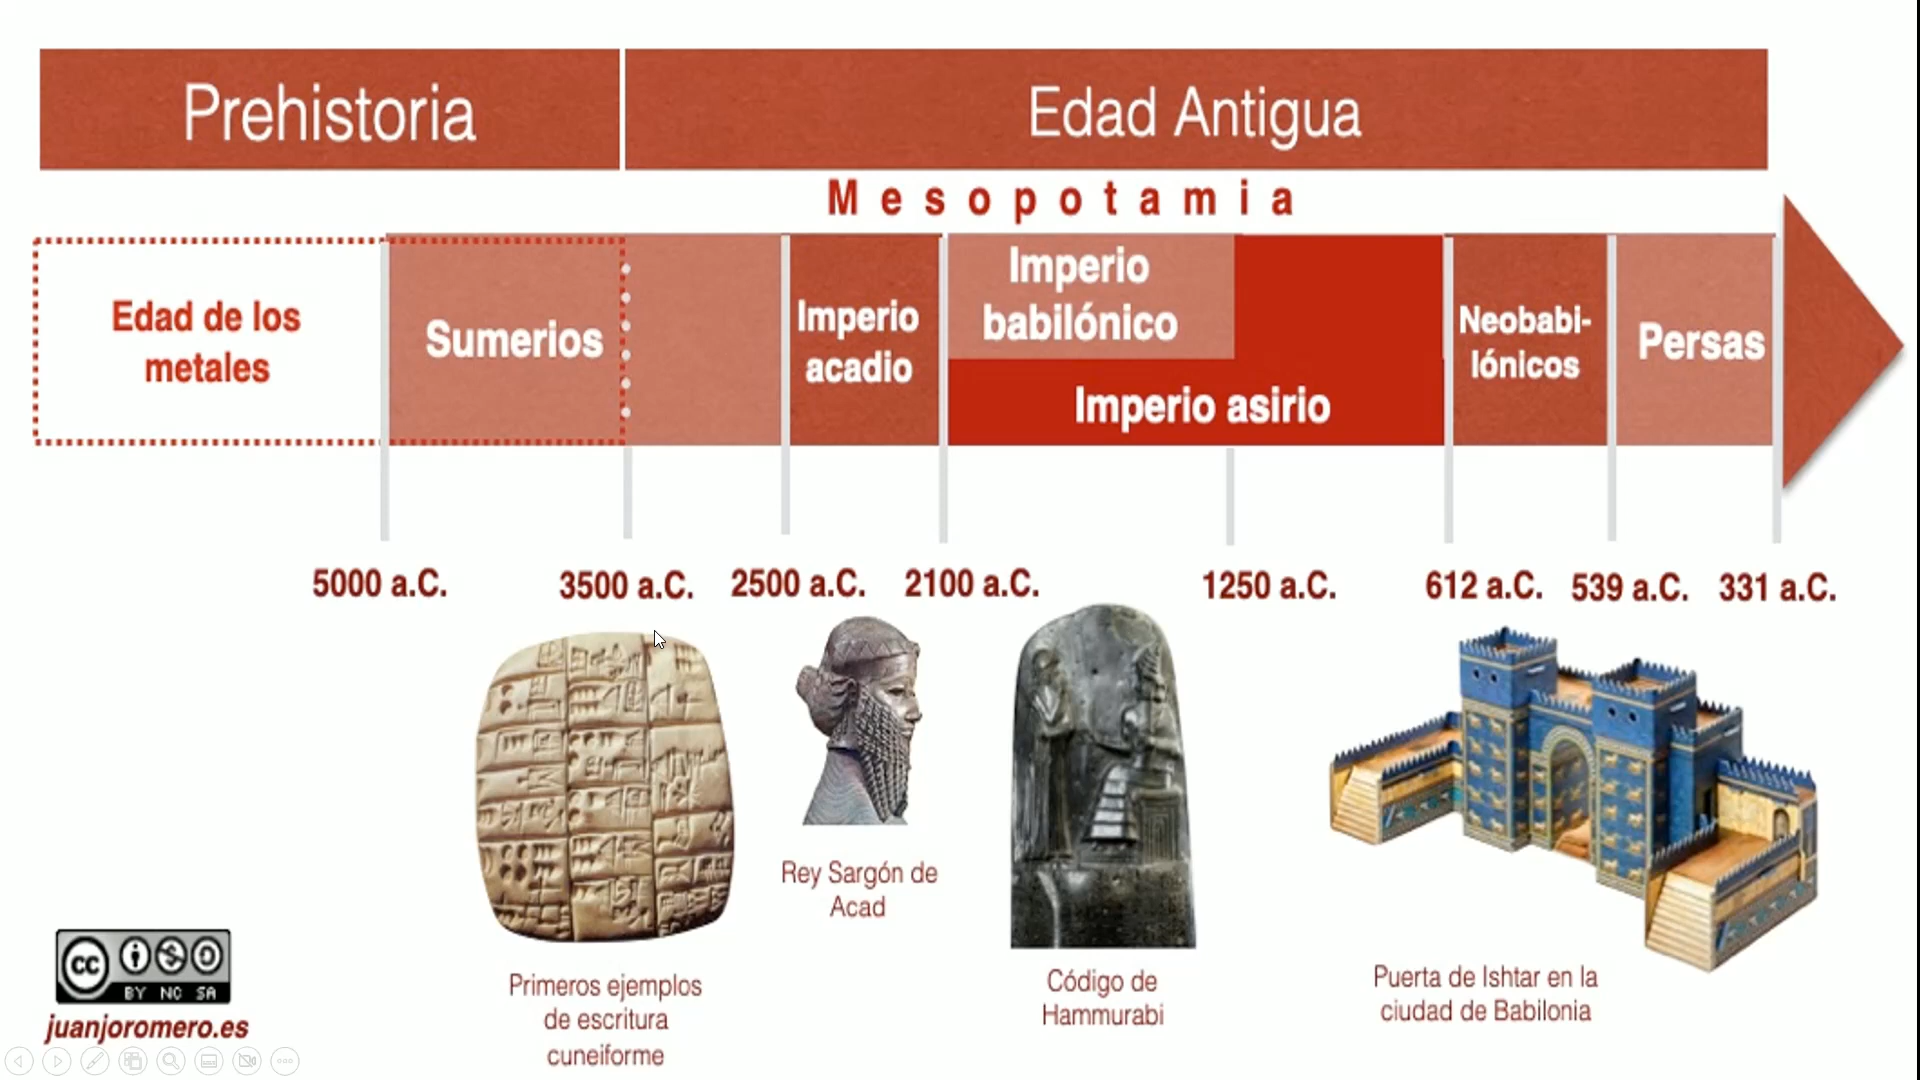 Prehistoria
Edad Antigua
Mesopotamia
Edad de los
metales
Sumerios
Imperio
acadio
Imperio
babilónico
Imperio asirio
Neobabi-
lónicos
Persas
5000 a.C.
3500 a.C.
2500 a.C.
2100 a.C.
1250 a.C.
612 a.C.
539 a.C.
331 a.C.
Primeros ejemplos
de escritura
cuneiforme
Rey Sargón de
Acad
Código de
Hammurabi
Puerta de Ishtar en la
ciudad de Babilonia
cc
BY NC SA
juanjoromero.es